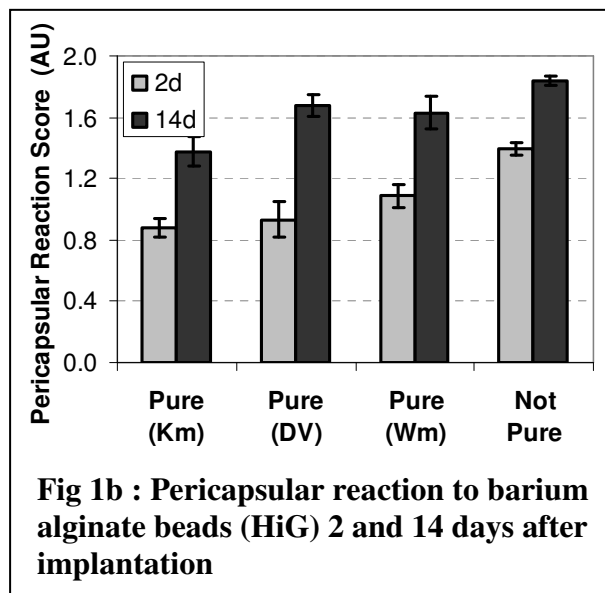 Pericapsular Reaction Score (AU)
2.0
1.6
1.2
0.8
0.4
0.0
2d
14d
Pure
(Km)
Pure
(DV)
Pure
(Wm)
Not
Pure
Fig 1b : Pericapsular reaction to barium
alginate beads (HiG) 2 and 14 days after
implantation